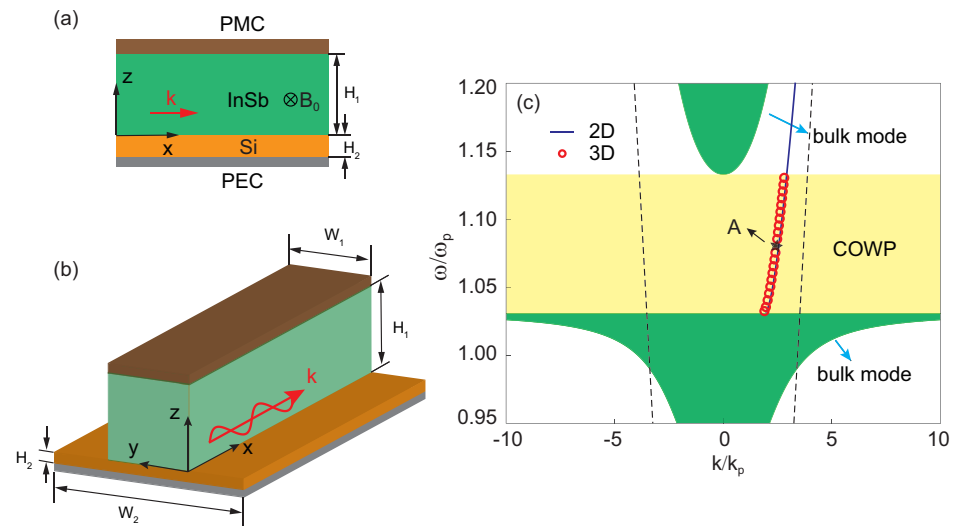 (a)
PMC
z
k
InSb ⊗B₀
H₁
x
Si
H₂
PEC
(b)
W₁
H₁
k
z
y
x
H₂
W₂
(c)
1.20
1.15
1.10
1.05
1.00
0.95
ω/ωₚ
2D
3D
bulk mode
A
COWP
bulk mode
-10
-5
0
5
10
k/kₚ